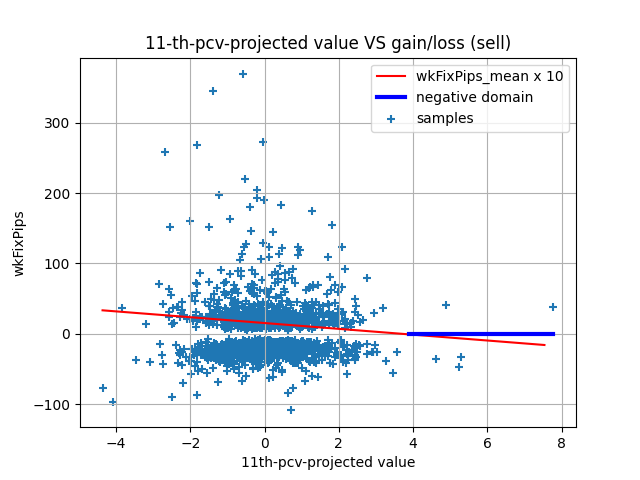 11-th-pcv-projected value VS gain/loss (sell)
wkFixPips_mean x 10
negative domain
samples
wkFixPips
300
200
100
0
−100
−4
−2
0
2
4
6
8
11th-pcv-projected value